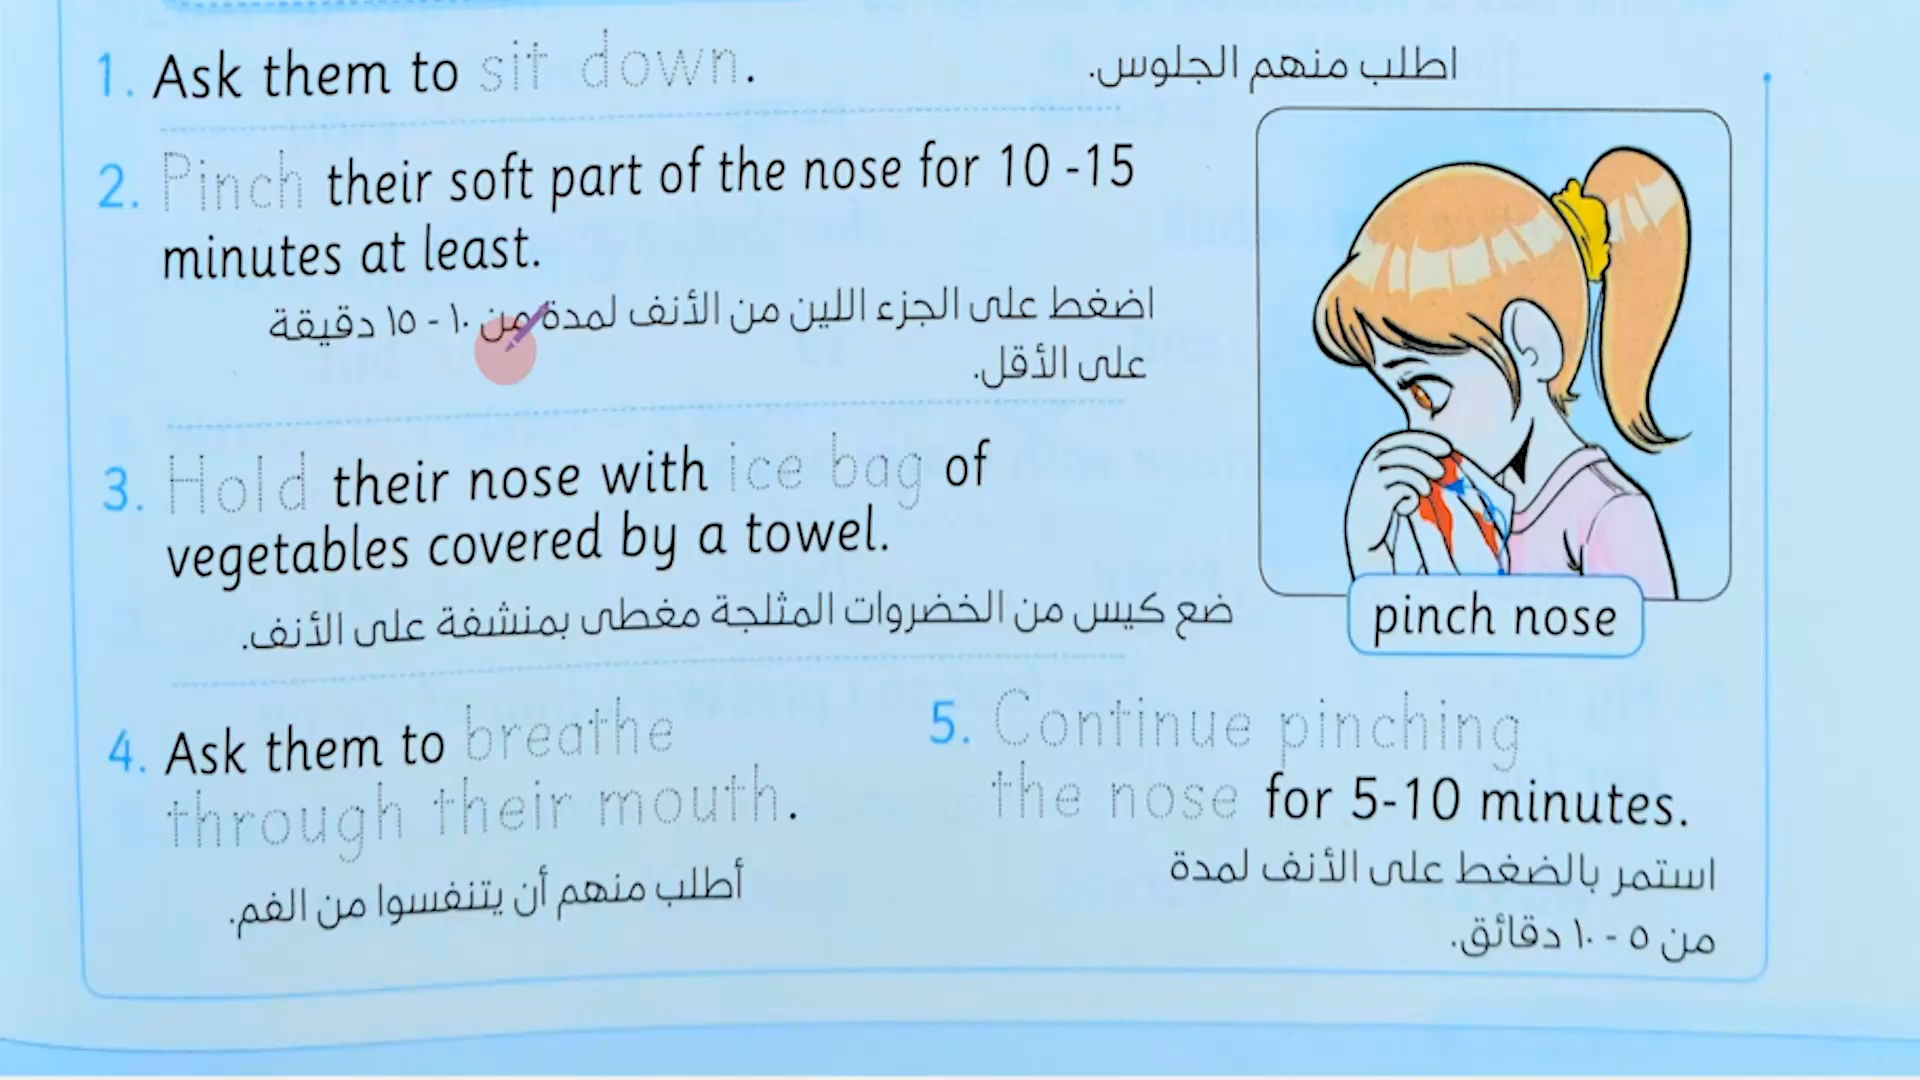 1. Ask them to sit down.
اطلب منهم الجلوس.
2. Pinch their soft part of the nose for 10 -15
minutes at least.
اضغط على الجزء اللين من الأنف لمدة من ١٠ - ١٥ دقيقة
على الأقل.
3. Hold their nose with ice bag of
vegetables covered by a towel.
ضع كيس من الخضروات المثلجة مغطى بمنشفة على الأنف.
pinch nose
4. Ask them to breathe
through their mouth.
أطلب منهم أن يتنفسوا من الفم.
5. Continue pinching
the nose for 5-10 minutes.
استمر بالضغط على الأنف لمدة
من ٥ - ١٠ دقائق.